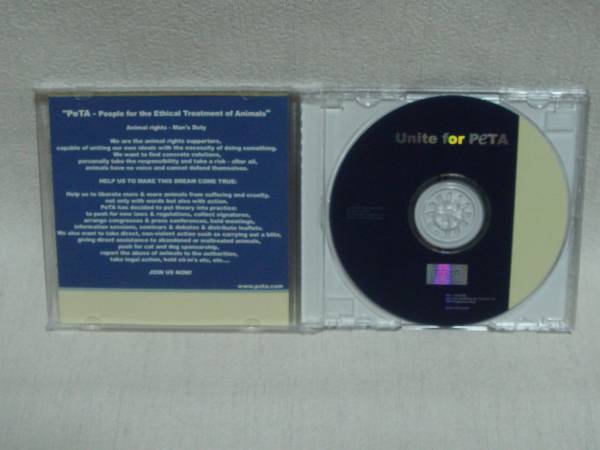 "PeTA - People for the Ethical Treatment of Animals"
Animal rights - Man's Duty
We are the animal rights supporters,
capable of uniting our own ideals with the necessity of doing something.
We want to find concrete solutions,
personally take the responsibility and take a risk - after all,
animals have no voice and cannot defend themselves.
HELP US TO MAKE THIS DREAM COME TRUE:
Help us to liberate more & more animals from suffering and cruelty,
not only with words but also with action.
PeTA has decided to put theory into practice:
to push for new laws & regulations, collect signatures,
arrange congresses & press conferences, hold meetings,
information sessions, seminars & debates & distribute leaflets.
We also want to take direct, non-violent action such as carrying out a blitz,
giving direct assistance to abandoned or maltreated animals,
push for cat and dog sponsorship,
report the abuse of animals to the authorities,
take legal action, hold sit-in's etc, etc....
JOIN US NOW!
www.peta.com
Unite for PeTA